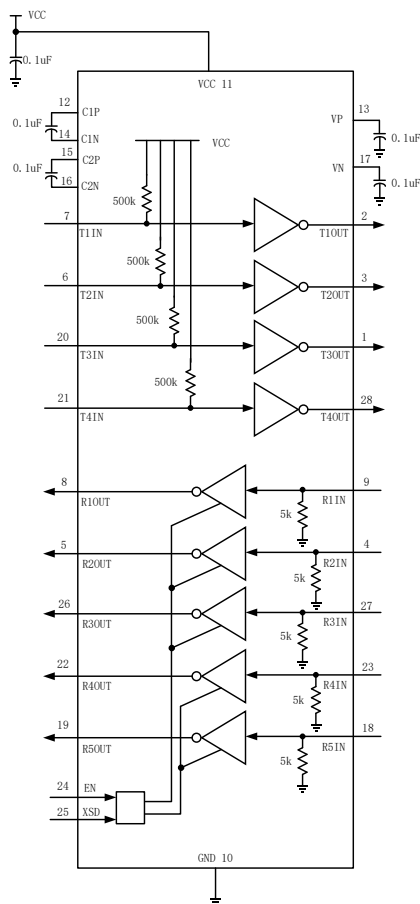 VCC
0.1uF
VCC 11
12
C1P
0.1uF
14
C1N
15
C2P
0.1uF
16
C2N
VCC
13
VP
0.1uF
17
VN
0.1uF
500k
7
T1IN
2
T1OUT
500k
6
T2IN
3
T2OUT
500k
20
T3IN
1
T3OUT
500k
21
T4IN
28
T4OUT
8
R1OUT
9
R1IN
5k
5
R2OUT
4
R2IN
5k
26
R3OUT
27
R3IN
5k
22
R4OUT
23
R4IN
5k
19
R5OUT
18
R5IN
5k
24
EN
25
XSD
GND 10